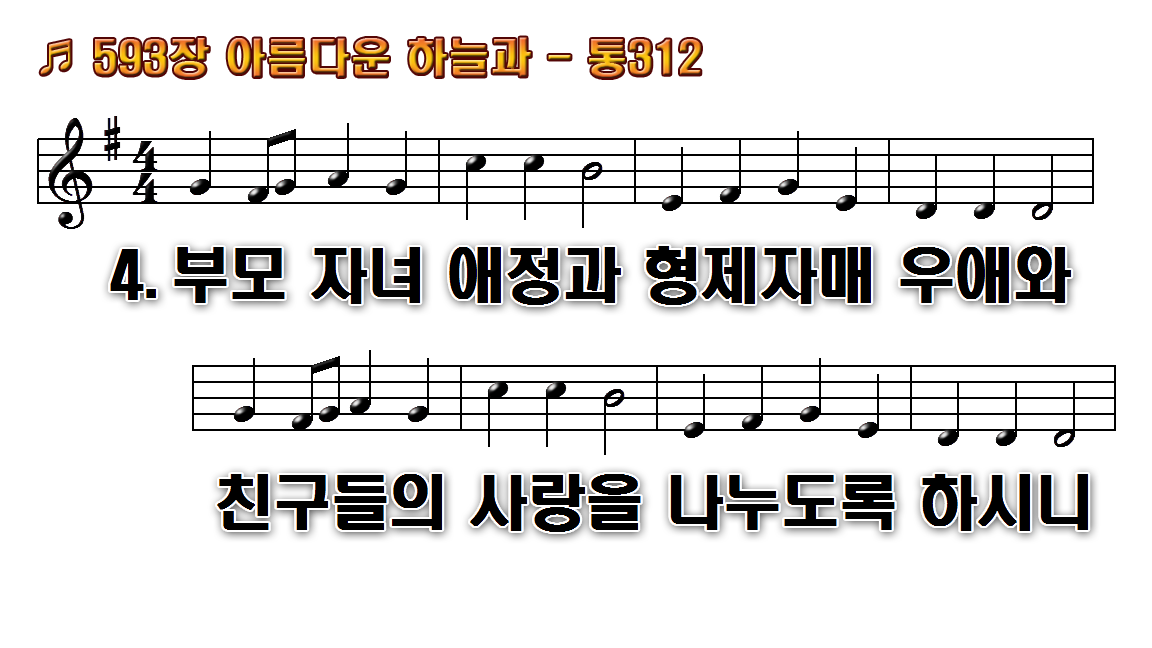 ♬ 593장 아름다운 하늘과 - 통312
4. 부모 자녀 애정과 형제자매 우애와
친구들의 사랑을 나누도록 하시니